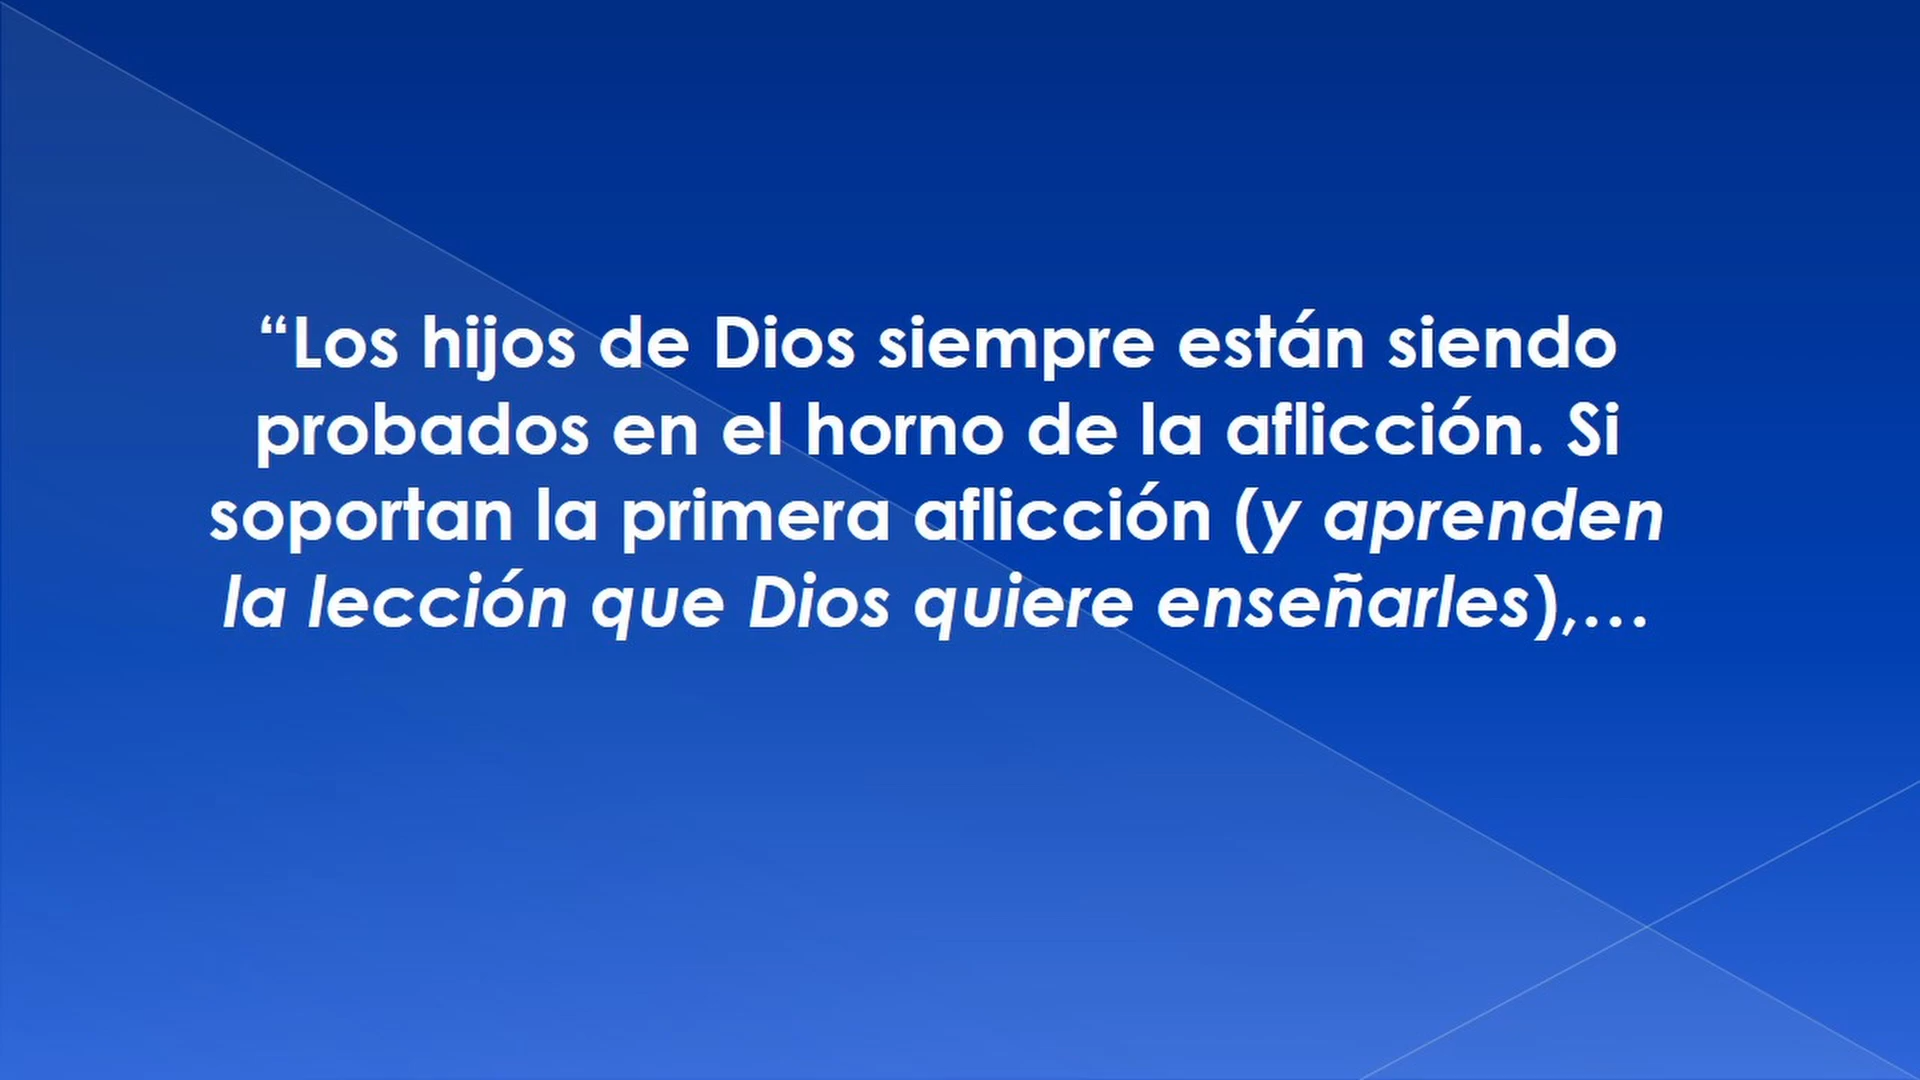 “Los hijos de Dios siempre están siendo
probados en el horno de la aflicción. Si
soportan la primera aflicción (y aprenden
la lección que Dios quiere enseñarles),…